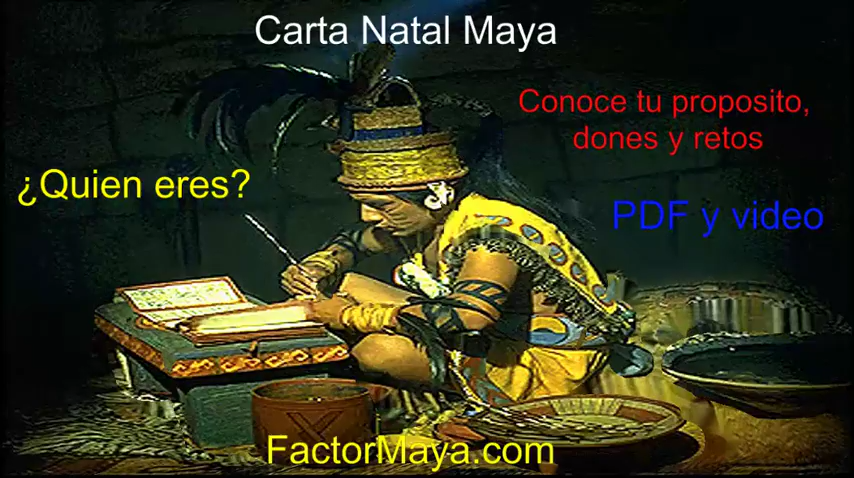 Carta Natal Maya
Conoce tu proposito,
dones y retos
¿Quien eres?
PDF y video
FactorMaya.com